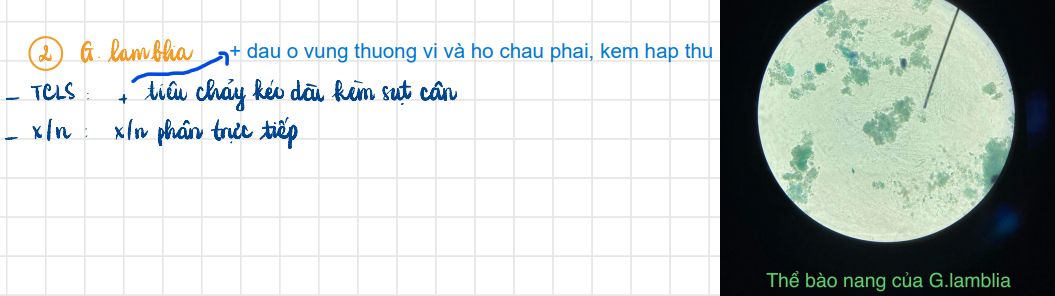 ② G. lamblia + dau o vung thuong vi và ho chau phai, kem hap thu
- TCLS : + tiêu chảy kéo dài kèm sụt cân
- x/n : x/n phân trực tiếp
Thể bào nang của G.lamblia